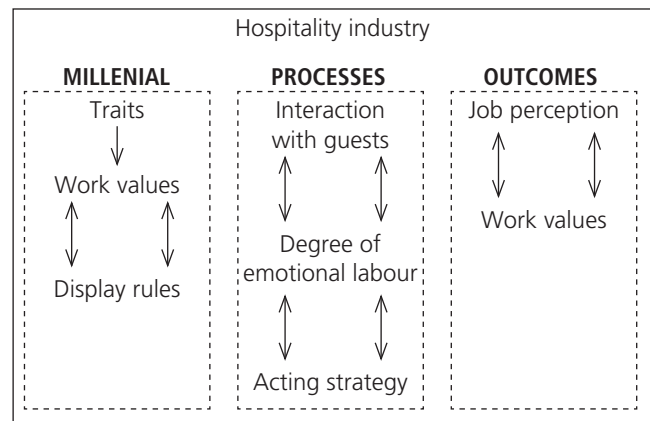 Hospitality industry
MILLENIAL
Traits
Work values
Display rules
PROCESSES
Interaction
with guests
Degree of
emotional labour
Acting strategy
OUTCOMES
Job perception
Work values